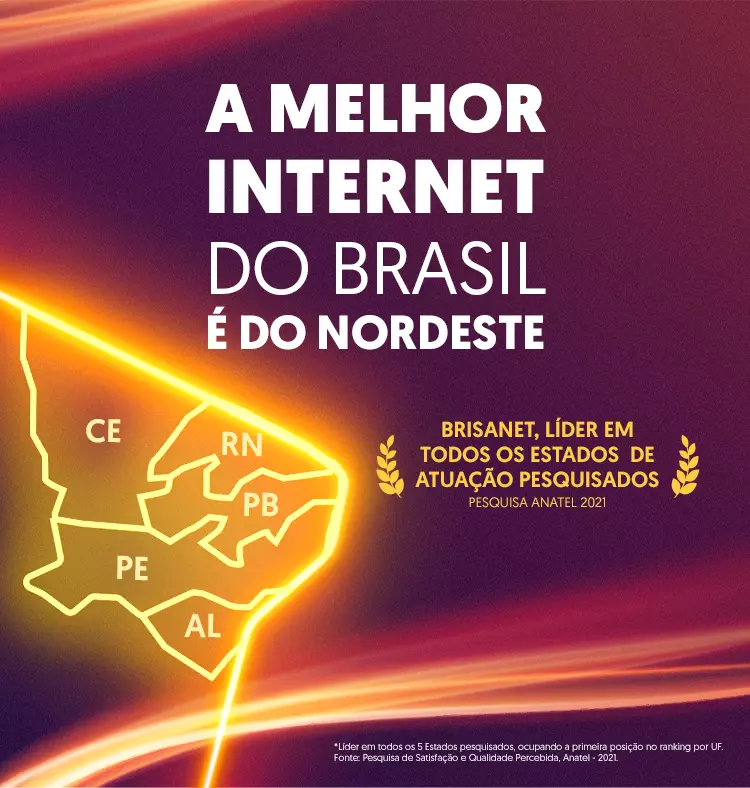 A MELHOR
INTERNET
DO BRASIL
É DO NORDESTE
CE
RN
PB
PE
AL
BRISANET, LÍDER EM
TODOS OS ESTADOS DE
ATUAÇÃO PESQUISADOS
PESQUISA ANATEL 2021
*Líder em todos os 5 Estados pesquisados, ocupando a primeira posição no ranking por UF.
Fonte: Pesquisa de Satisfação e Qualidade Percebida, Anatel - 2021.